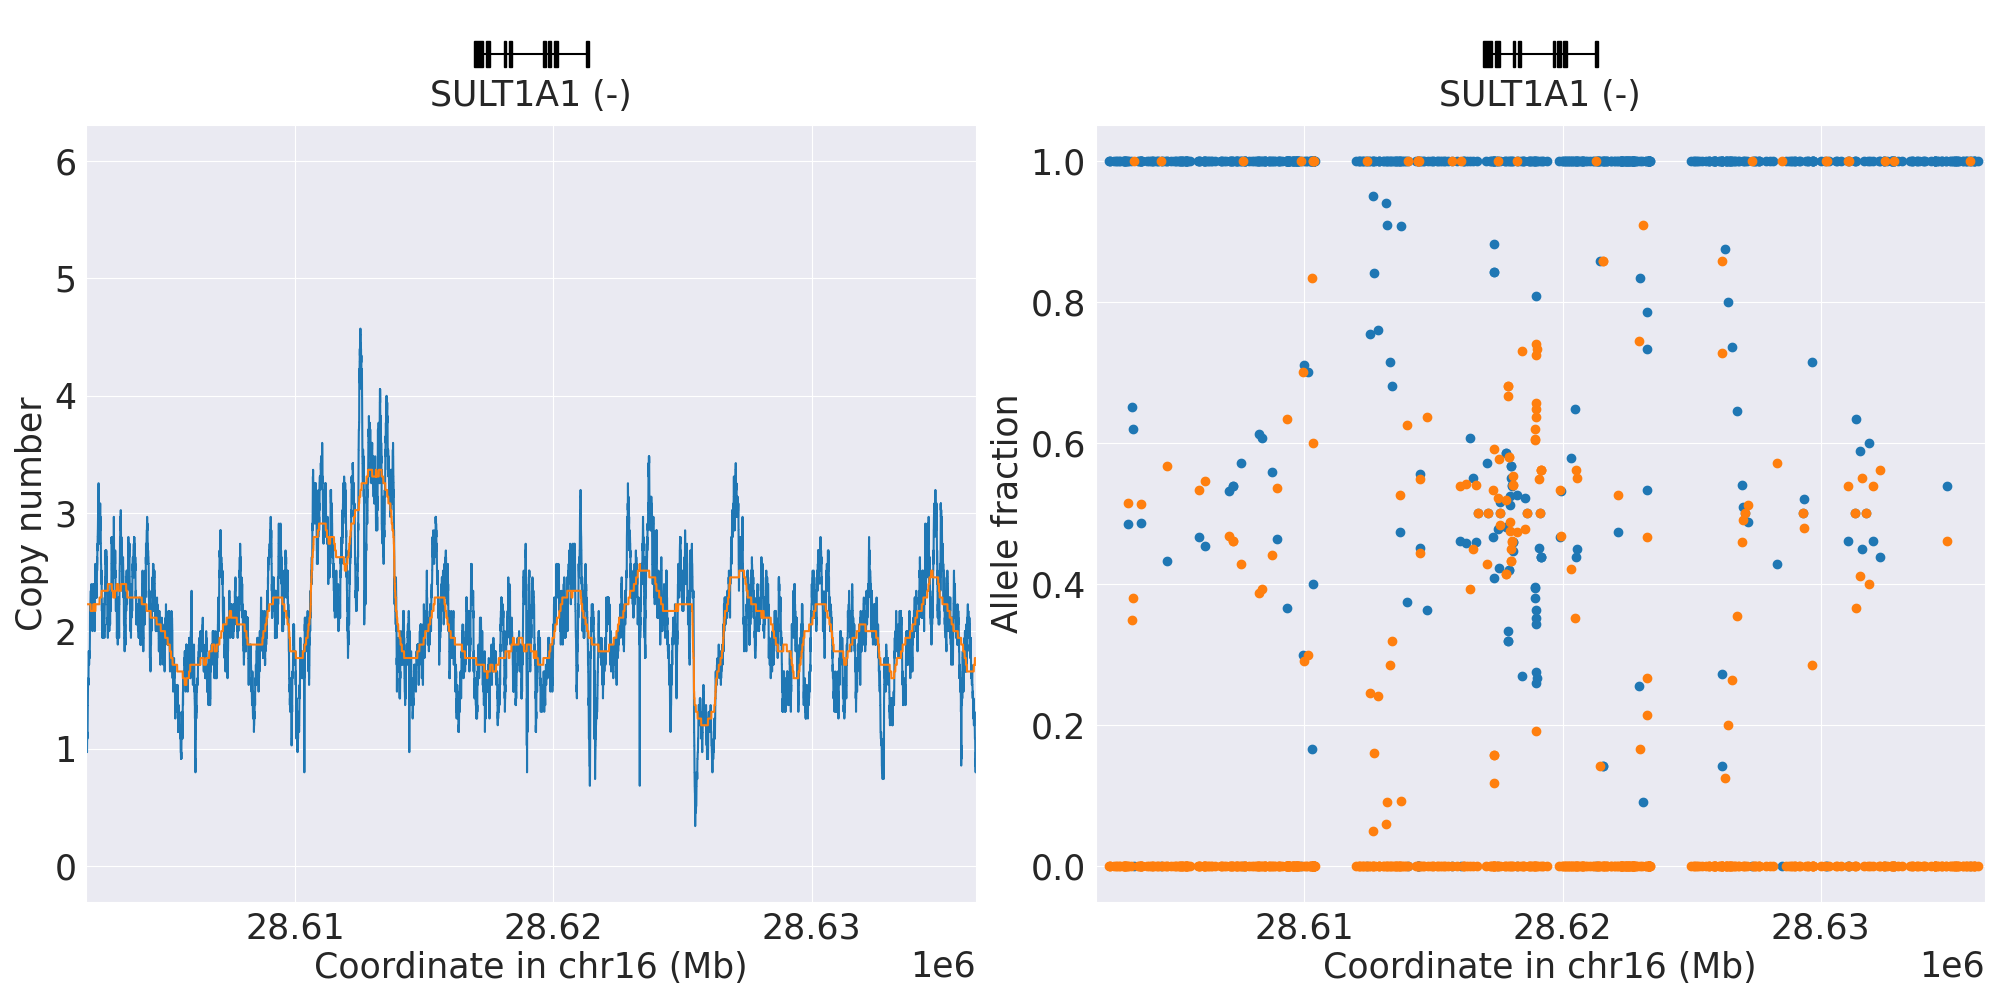 SULT1A1 (-)
6
5
4
3
2
1
0
Copy number
28.61
28.62
28.63
Coordinate in chr16 (Mb)
1e6
SULT1A1 (-)
1.0
0.8
0.6
0.4
0.2
0.0
Allele fraction
28.61
28.62
28.63
Coordinate in chr16 (Mb)
1e6